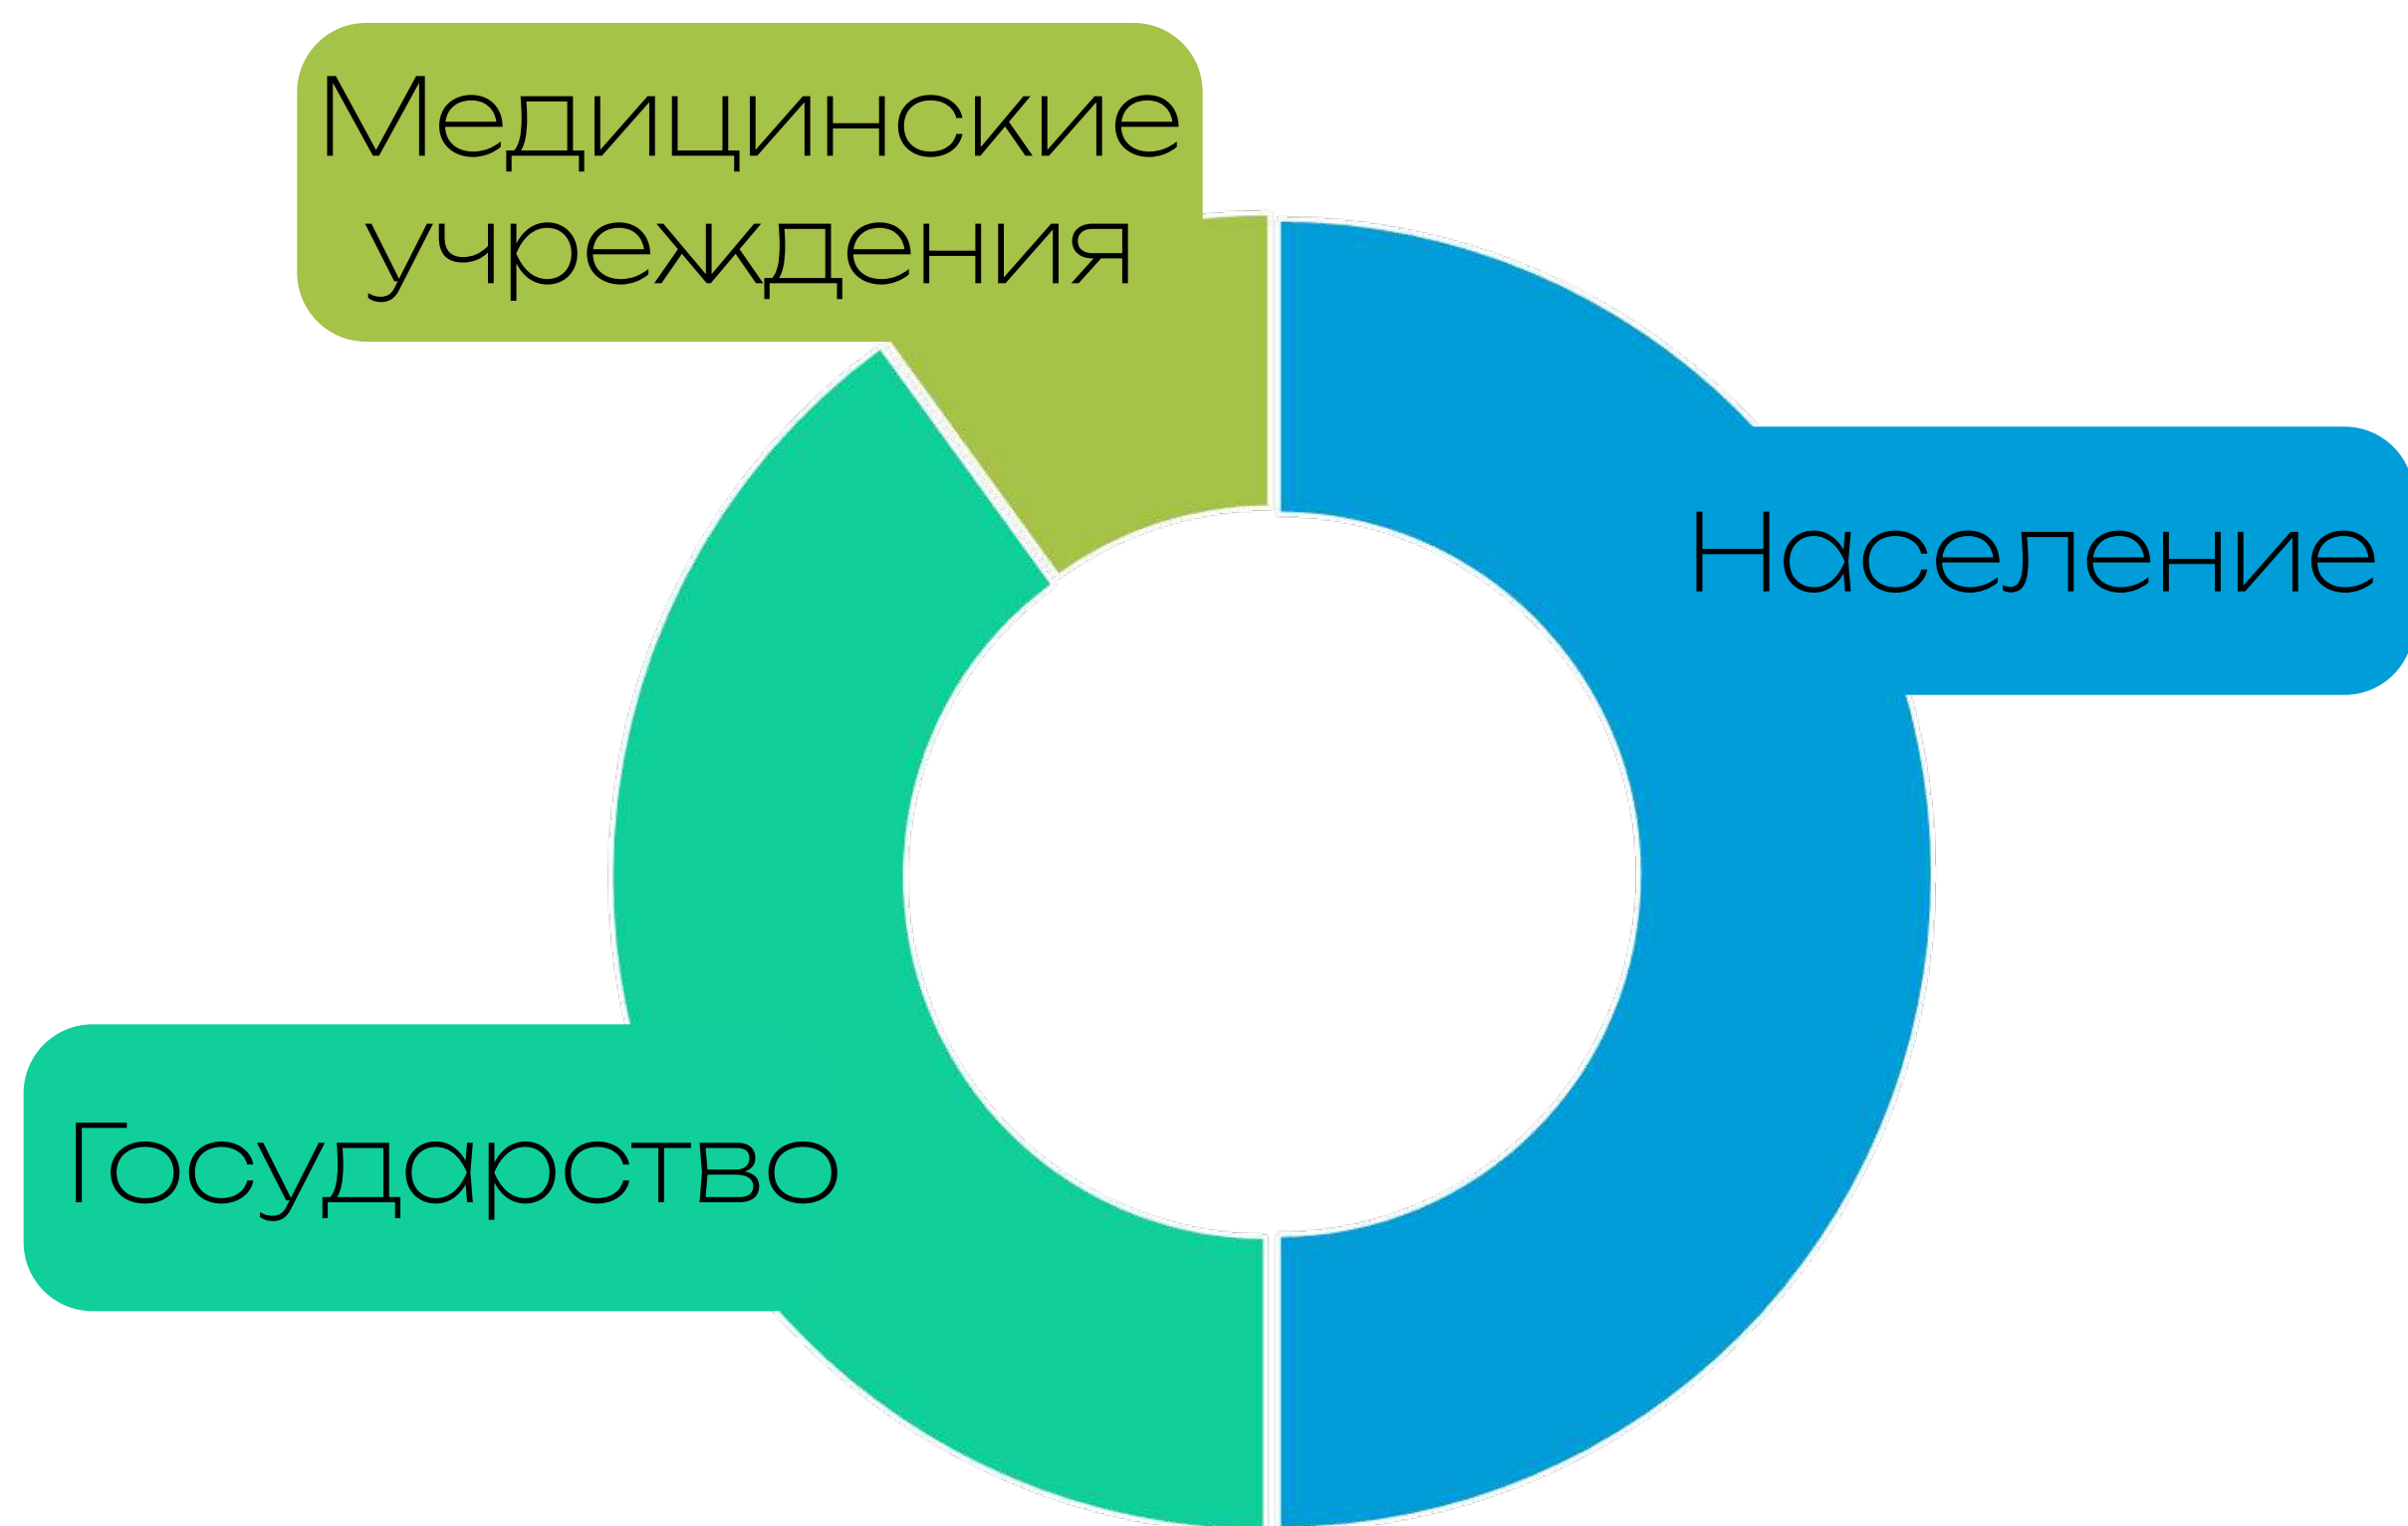 Медицинские
учреждения
Население
Государство